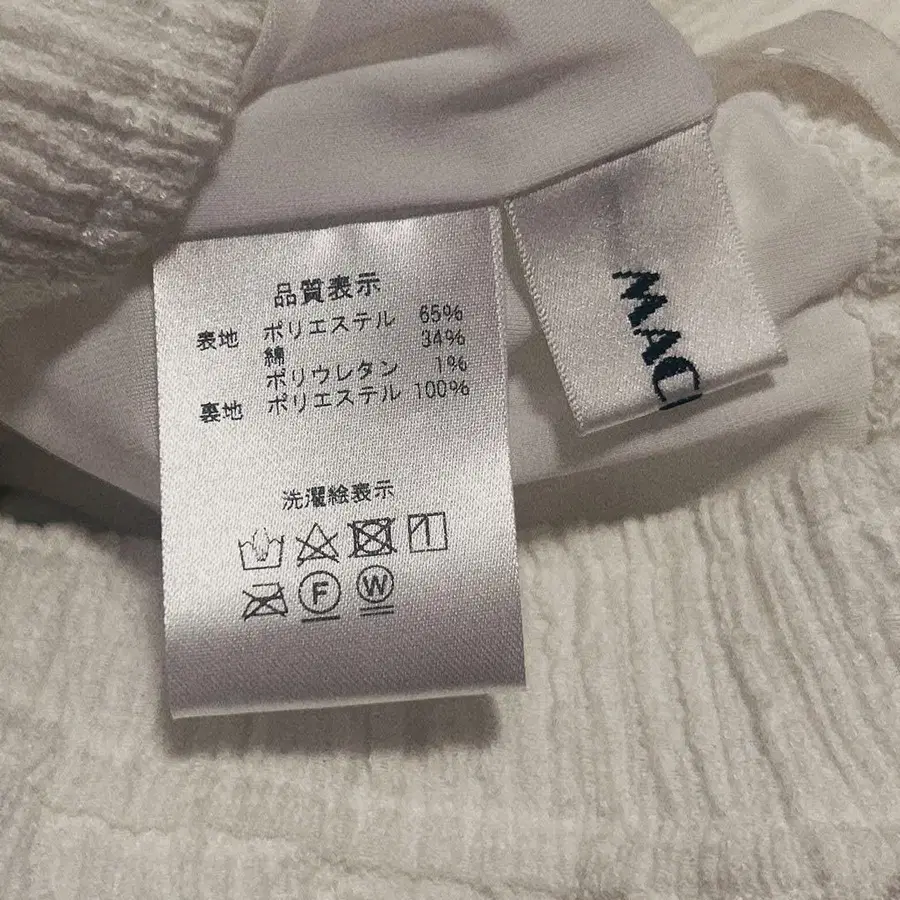 品質表示
表地 ポリエステル 65%
綿 34%
ポリウレタン 1%
裏地 ポリエステル 100%
洗濯絵表示
F W
MAC